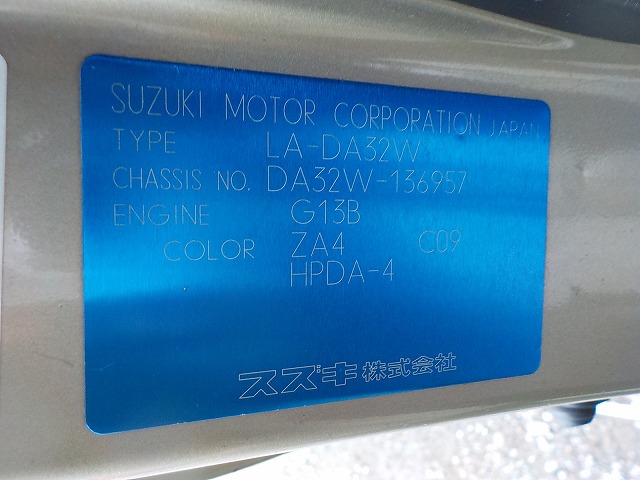 SUZUKI MOTOR CORPORATION JAPAN
TYPE LA-DA32W
CHASSIS NO. DA32W-136957
ENGINE G13B
COLOR ZA4 C09
HPDA-4
スズキ株式会社